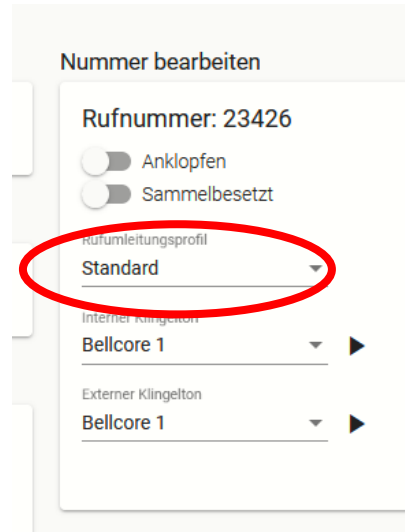 Nummer bearbeiten
Rufnummer: 23426
Anklopfen
Sammelbesetzt
Rufumleitungsprofil
Standard
Interner Klingelton
Bellcore 1
Externer Klingelton
Bellcore 1